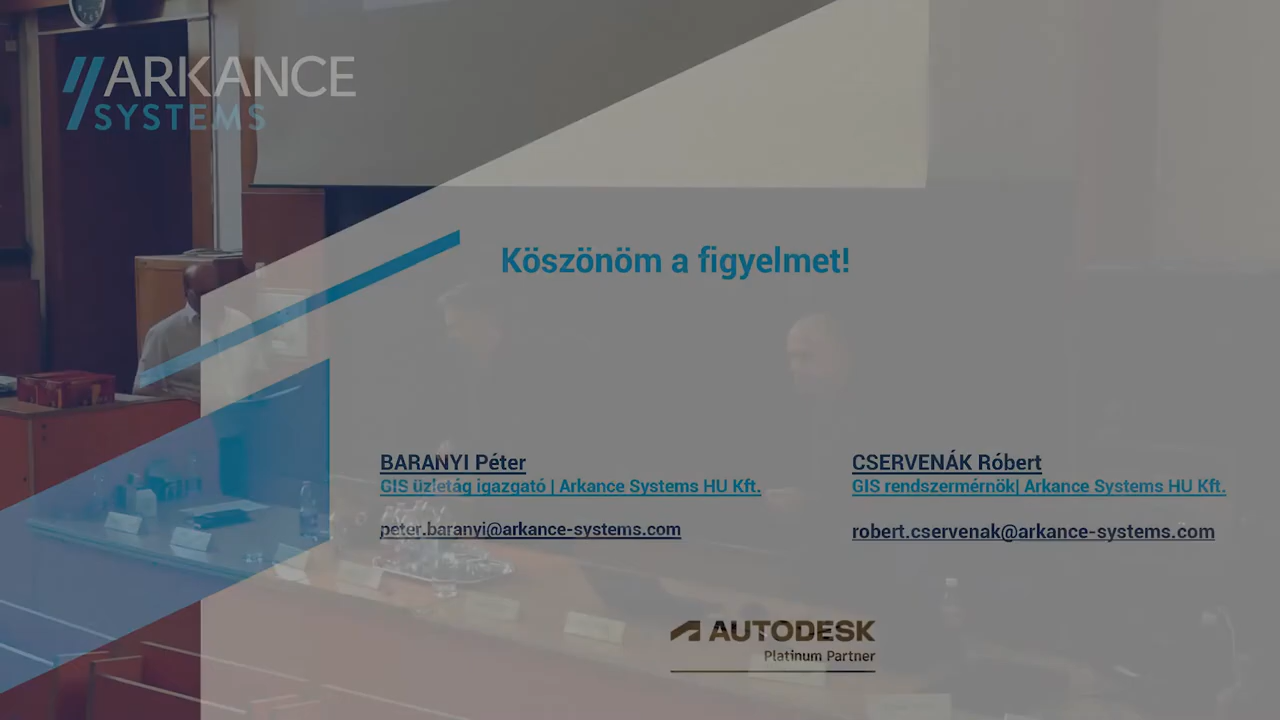 ARKANCE
SYSTEMS
Köszönöm a figyelmet!
BARANYI Péter
GIS üzletág igazgató | Arkance Systems HU Kft.
peter.baranyi@arkance-systems.com
CSERVENÁK Róbert
GIS rendszermérnök| Arkance Systems HU Kft.
robert.cservenak@arkance-systems.com
AUTODESK
Platinum Partner